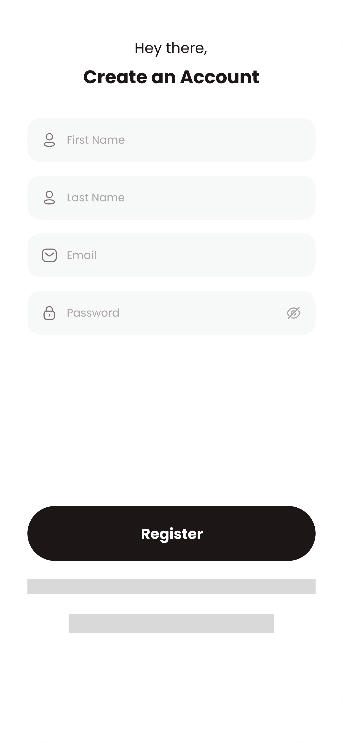 Hey there,
Create an Account
First Name
Last Name
Email
Password
Register